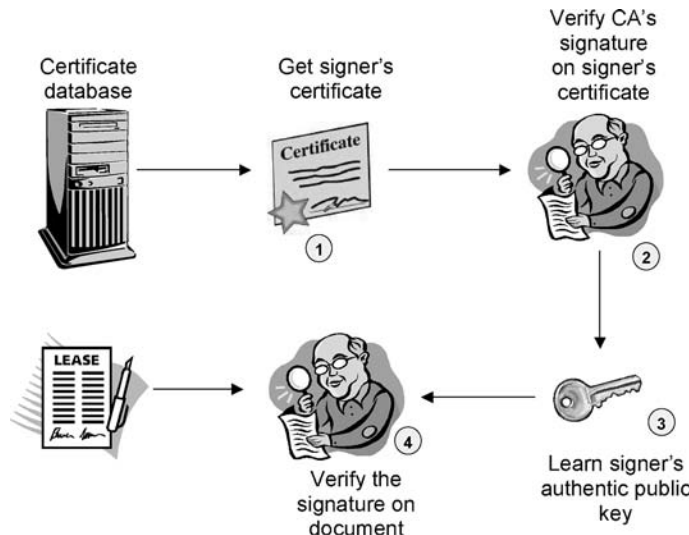 Certificate
database
Get signer's
certificate
Verify CA's
signature
on signer's
certificate
Certificate
1
2
LEASE
4
3
Verify the
signature on
document
Learn signer's
authentic public
key